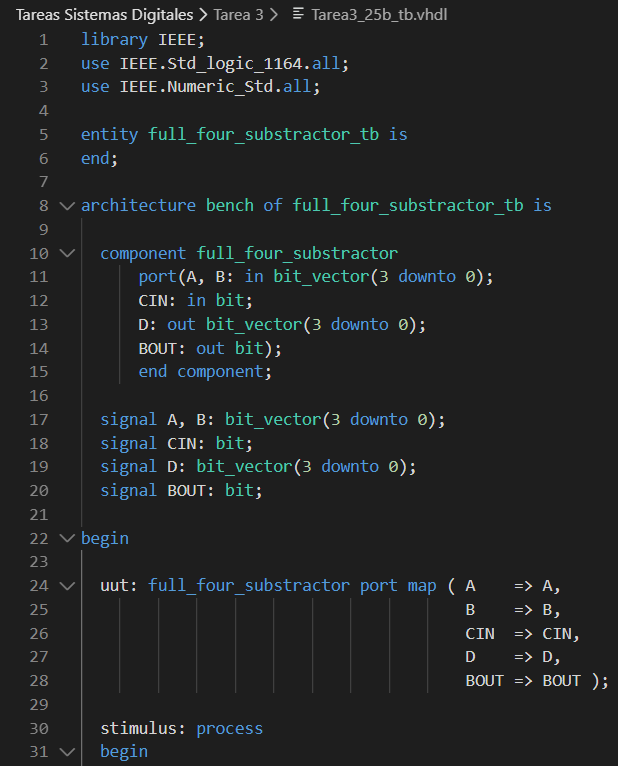 Tareas Sistemas Digitales > Tarea 3 > Tarea3_25b_tb.vhdl
1 library IEEE;
2 use IEEE.Std_logic_1164.all;
3 use IEEE.Numeric_Std.all;
4
5 entity full_four_substractor_tb is
6 end;
7
8 architecture bench of full_four_substractor_tb is
9
10 component full_four_substractor
11 port(A, B: in bit_vector(3 downto 0);
12 CIN: in bit;
13 D: out bit_vector(3 downto 0);
14 BOUT: out bit);
15 end component;
16
17 signal A, B: bit_vector(3 downto 0);
18 signal CIN: bit;
19 signal D: bit_vector(3 downto 0);
20 signal BOUT: bit;
21
22 begin
23
24 uut: full_four_substractor port map ( A => A,
25 B => B,
26 CIN => CIN,
27 D => D,
28 BOUT => BOUT );
29
30 stimulus: process
31 begin